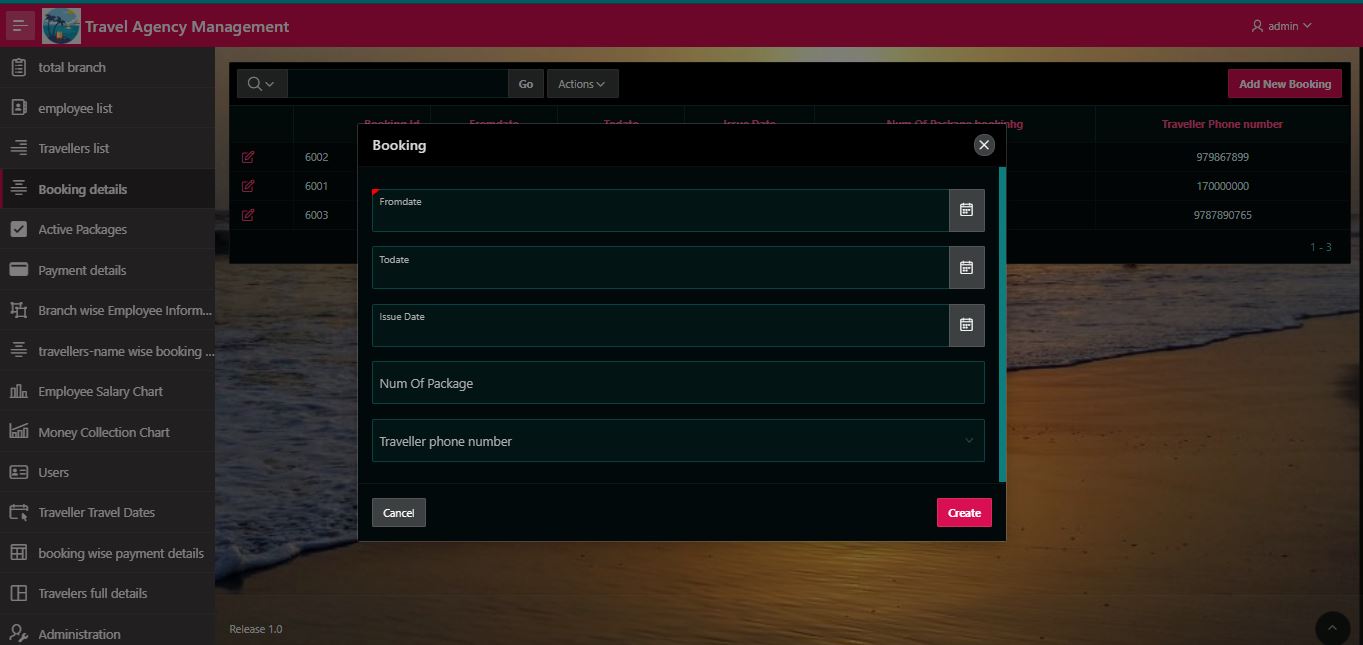 Travel Agency Management
admin
total branch
employee list
Travellers list
Booking details
Active Packages
Payment details
Branch wise Employee Inform...
travellers-name wise booking ...
Employee Salary Chart
Money Collection Chart
Users
Traveller Travel Dates
booking wise payment details
Travelers full details
Administration
Go
Actions
Add New Booking
Booking Id Fromdate Todate Issue Date Num Of Package bookinhg Traveller Phone number
6002 979867899
6001 170000000
6003 9787890765
1 - 3
Booking
Fromdate
Todate
Issue Date
Num Of Package
Traveller phone number
Cancel
Create
Release 1.0